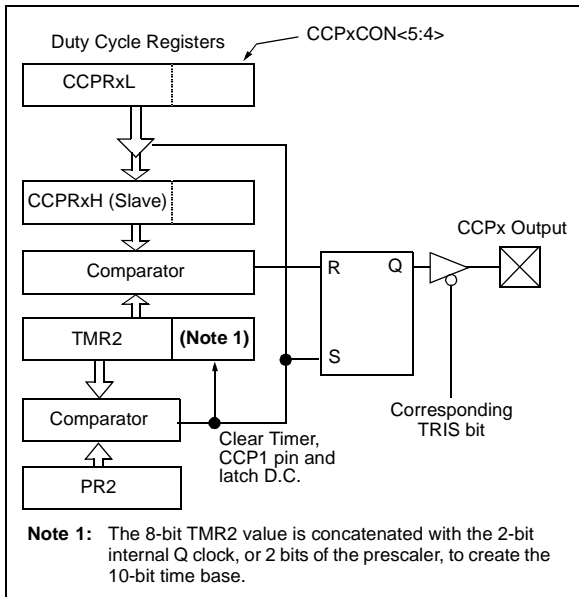 Duty Cycle Registers
CCPxCON<5:4>
CCPRxL
CCPRxH (Slave)
Comparator
TMR2
(Note 1)
Comparator
PR2
R
Q
S
CCPx Output
Corresponding
TRIS bit
Clear Timer,
CCP1 pin and
latch D.C.
Note 1: The 8-bit TMR2 value is concatenated with the 2-bit
internal Q clock, or 2 bits of the prescaler, to create the
10-bit time base.